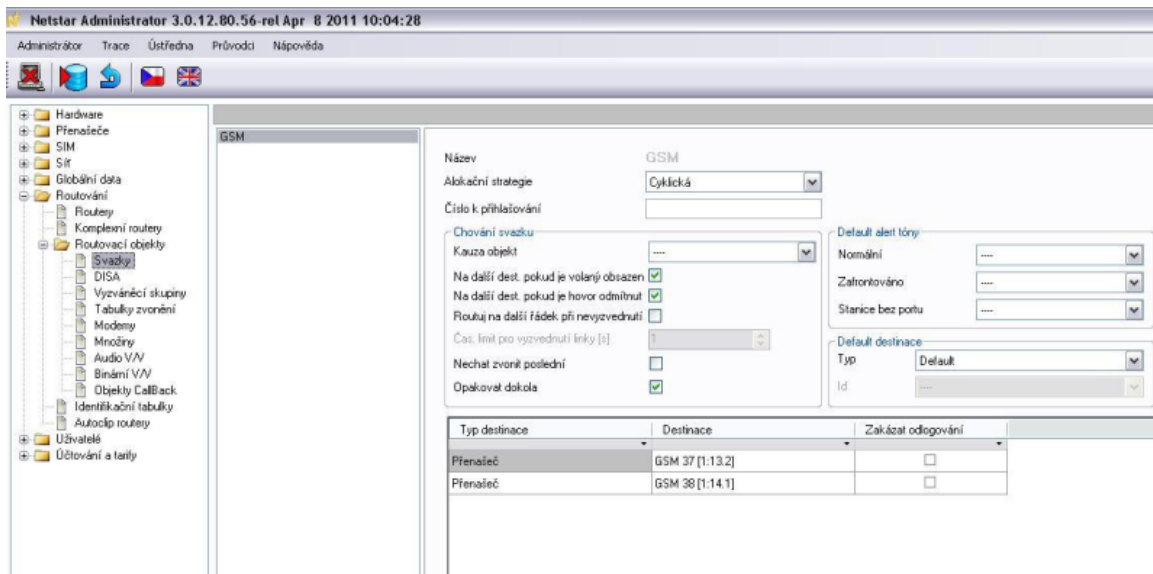 Netstar Administrator 3.0.12.80.56-rel Apr 8 2011 10:04:28
Administrátor Trace Ústředna Průvodci Nápověda
Hardware
Přenašeče
SIM
Síť
Globální data
Routování
Routery
Komplexní routery
Routovací objekty
Svazky
DISA
Vyzváněcí skupiny
Tabulky zvonění
Modemy
Množiny
Audio V/V
Binární V/V
Objekty CallBack
Identifikační tabulky
Autoclip routery
Uživatelé
Účtování a tarify
GSM
Název GSM
Alokační strategie Cyklická
Číslo k přihlašování
Chování svazku
Kauza objekt ----
Na další dest. pokud je volaný obsazen
Na další dest. pokud je hovor odmítnut
Routuj na další řádek při nevyzvednutí
Čas. limit pro vyzvednutí linky [s] 1
Nechat zvonit poslední
Opakovat dokola
Default alert tóny
Normální ----
Zafrontováno ----
Stanice bez portu ----
Default destinace
Typ Default
Id ----
Typ destinace Destinace Zakázat odlogování
Přenašeč GSM 37 [1:13.2]
Přenašeč GSM 38 [1:14.1]